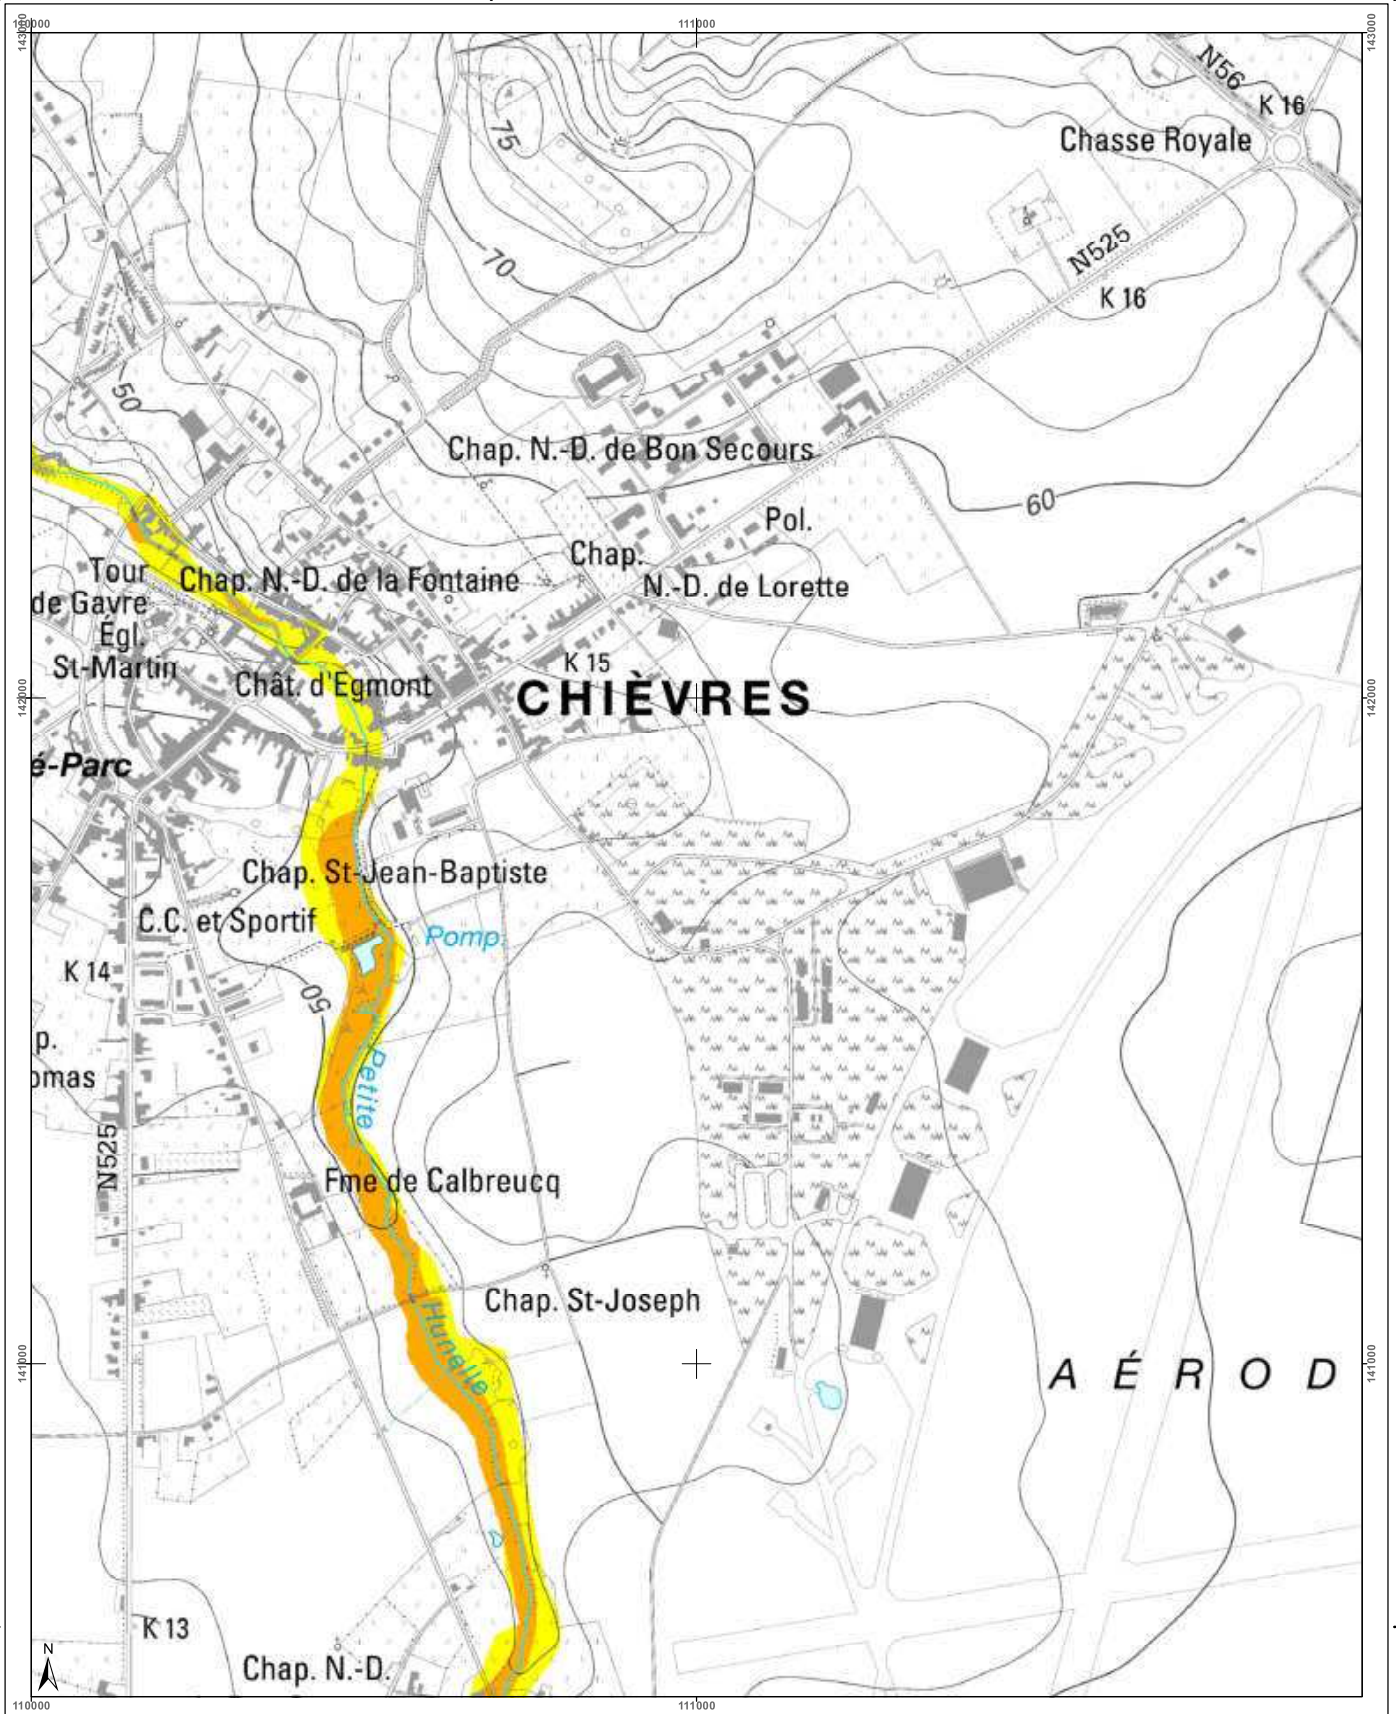 110000
111000
143000
143000
N56
K 16
Chasse Royale
75
N525
K 16
70
50
Chap. N.-D. de Bon Secours
60
Pol.
Chap.
N.-D. de Lorette
Tour
de Gavre
Chap. N.-D. de la Fontaine
Égl.
St-Martin
K 15
Chât. d'Egmont
CHIÈVRES
142000
142000
é-Parc
Chap. St-Jean-Baptiste
C.C. et Sportif
Pomp.
K 14
50
p.
omas
Petite
N525
Fme de Calbreucq
Chap. St-Joseph
Hunelle
141000
141000
AÉROD
K 13
N
Chap. N.-D.
110000
111000